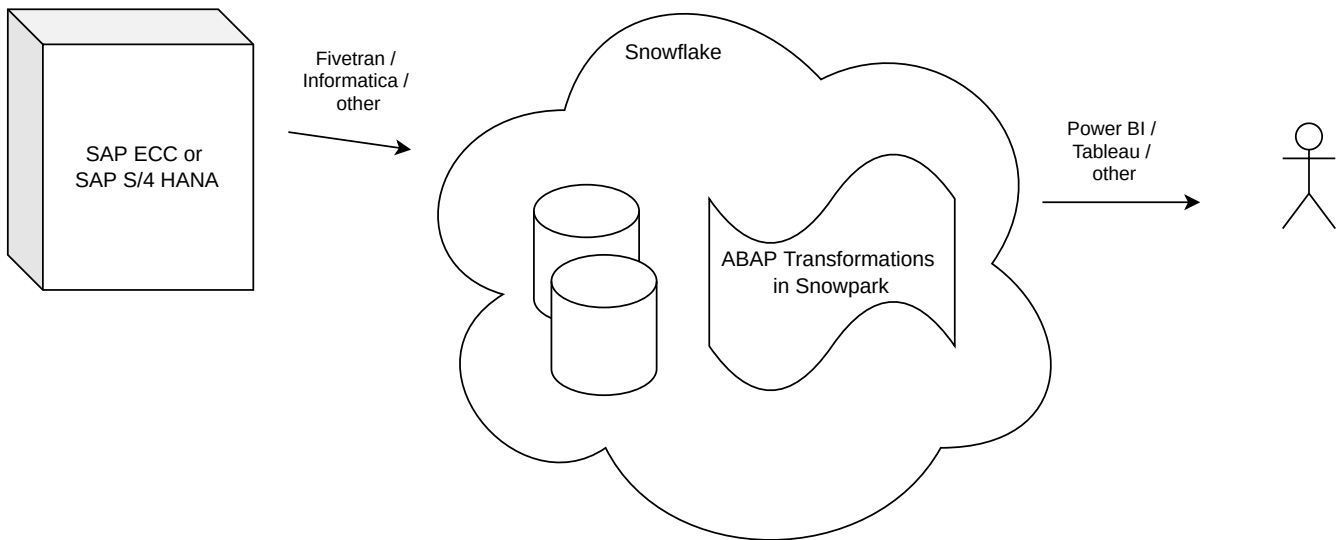 SAP ECC or
SAP S/4 HANA
Fivetran /
Informatica /
other
Snowflake
ABAP Transformations
in Snowpark
Power BI /
Tableau /
other